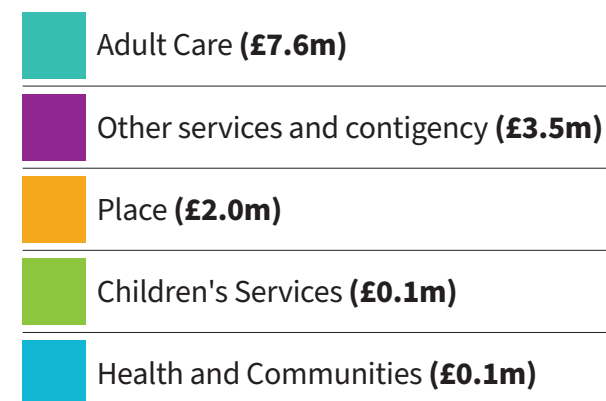 Adult Care (£7.6m)
Other services and contigency (£3.5m)
Place (£2.0m)
Children's Services (£0.1m)
Health and Communities (£0.1m)